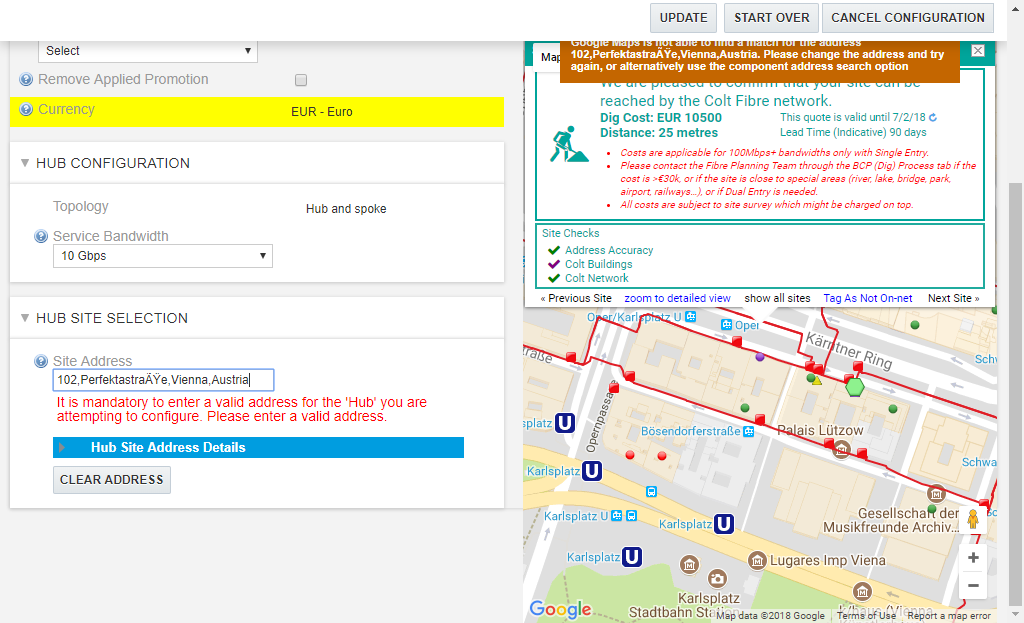 UPDATE
START OVER
CANCEL CONFIGURATION
Select
Remove Applied Promotion
Currency
EUR - Euro
HUB CONFIGURATION
Topology
Hub and spoke
Service Bandwidth
10 Gbps
HUB SITE SELECTION
Site Address
102,PerfektastraÃŸe,Vienna,Austria
It is mandatory to enter a valid address for the 'Hub' you are
attempting to configure. Please enter a valid address.
Hub Site Address Details
CLEAR ADDRESS
Map
Google Maps is not able to find a match for the address
102,PerfektastraÃŸe,Vienna,Austria. Please change the address and try
again, or alternatively use the component address search option
We are pleased to confirm that your site can be
reached by the Colt Fibre network.
Dig Cost: EUR 10500
This quote is valid until 7/2/18
Distance: 25 metres
Lead Time (Indicative) 90 days
Costs are applicable for 100Mbps+ bandwidths only with Single Entry.
Please contact the Fibre Planning Team through the BCP (Dig) Process tab if the
cost is >€30k, or if the site is close to special areas (river, lake, bridge, park,
airport, railways...), or if Dual Entry is needed.
All costs are subject to site survey which might be charged on top.
Site Checks
Address Accuracy
Colt Buildings
Colt Network
« Previous Site
zoom to detailed view
show all sites
Tag As Not On-net
Next Site »
Oper/Karlsplatz U
Oper
Kärntner Ring
raße
Schw
Opernpassage
splatz U
Bösendorferstraße
Palais Lützow
Karlsplatz U
Schwa
Karlsplatz U
Karlsplatz U
Gesellschaft der
Musikfreunde Archiv...
Karlsplatz U
Lugares Imp Viena
Karlsplatz
Stadtbahn Stati
+
−
Google
Map data ©2018 Google
Terms of Use
Report a map error